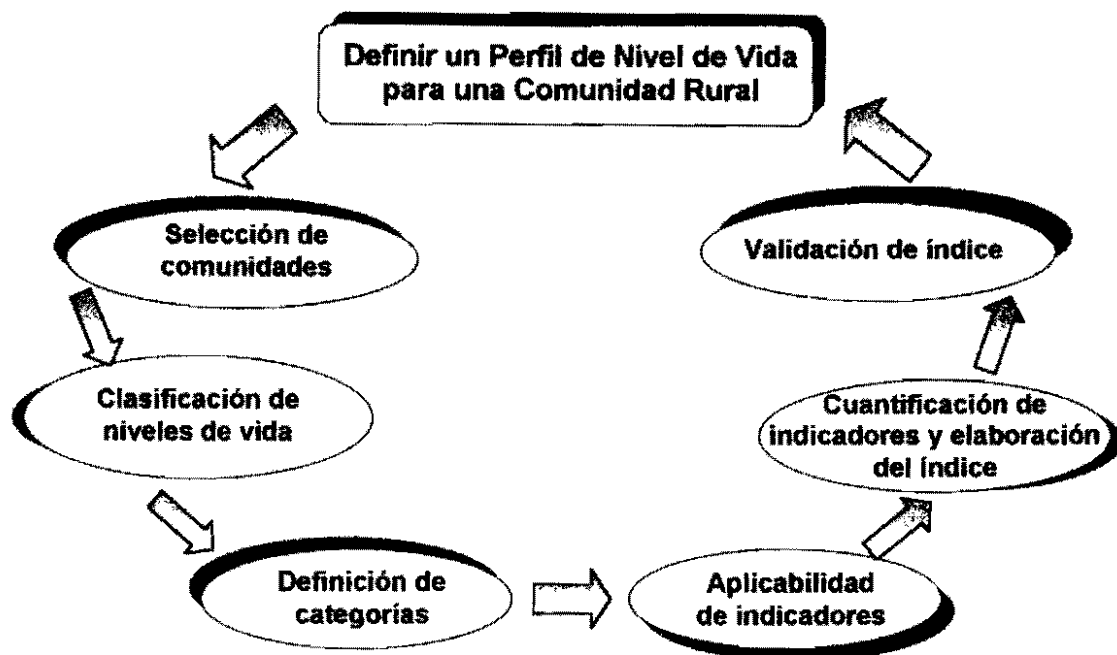 Definir un Perfil de Nivel de Vida
para una Comunidad Rural
Selección de
comunidades
Clasificación de
niveles de vida
Definición de
categorías
Aplicabilidad
de indicadores
Cuantificación de
indicadores y elaboración
del índice
Validación de índice